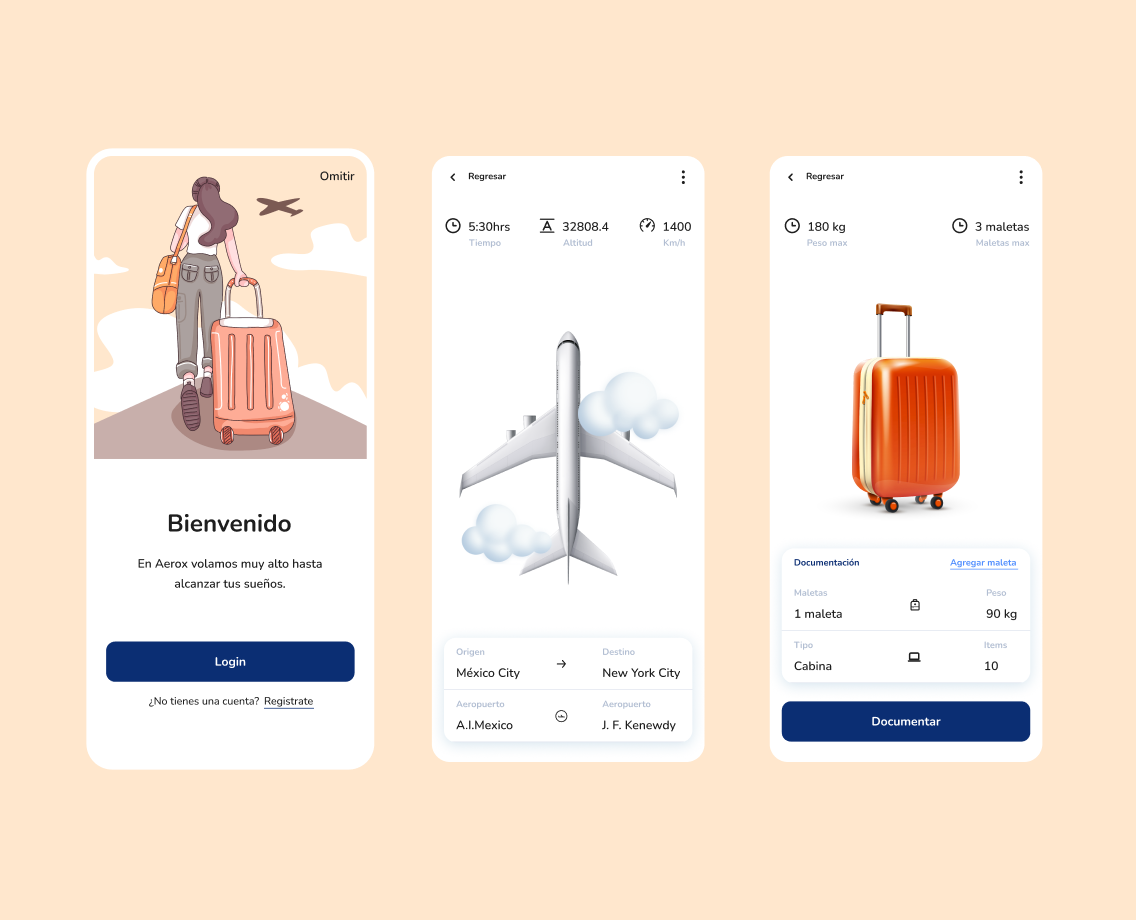 Omitir
Bienvenido
En Aerox volamos muy alto hasta
alcanzar tus sueños.
Login
¿No tienes una cuenta? Registrate
Regresar
5:30hrs
Tiempo
A 32808.4
Altitud
1400
Km/h
Origen
México City
Destino
New York City
Aeropuerto
A.I.Mexico
Aeropuerto
J. F. Kenewdy
Regresar
180 kg
Peso max
3 maletas
Maletas max
Documentación
Agregar maleta
Maletas
1 maleta
Peso
90 kg
Tipo
Cabina
Items
10
Documentar